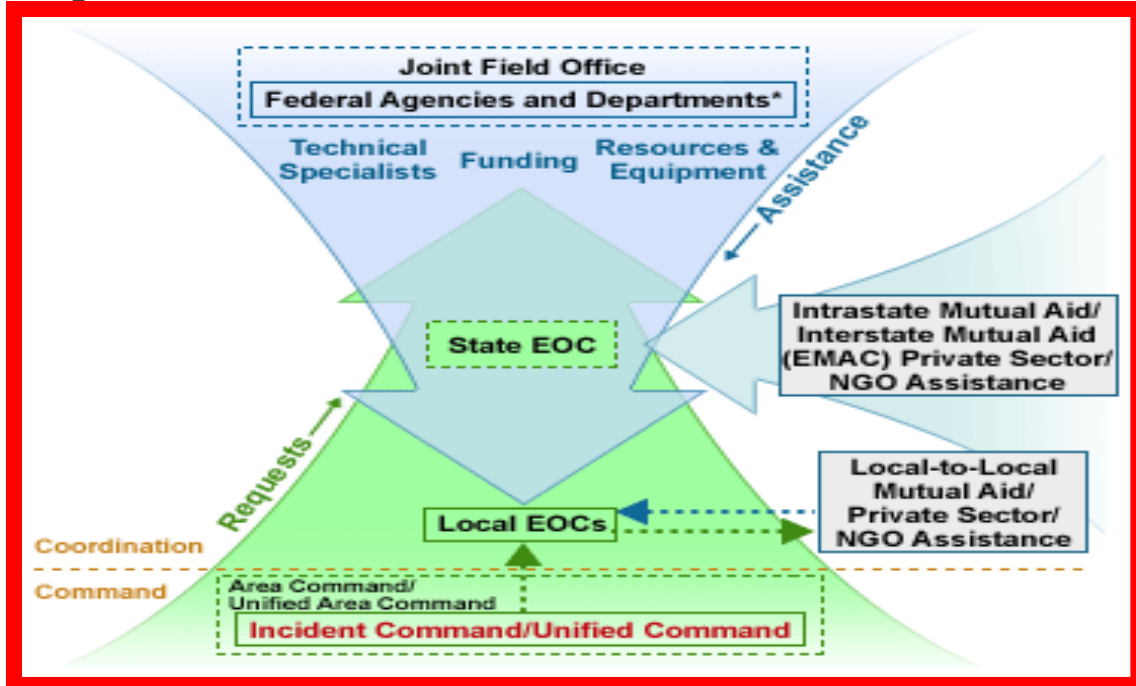 Joint Field Office
Federal Agencies and Departments*
Technical
Specialists
Funding
Resources &
Equipment
Assistance
Intrastate Mutual Aid/
Interstate Mutual Aid
(EMAC) Private Sector/
NGO Assistance
State EOC
Requests
Local-to-Local
Mutual Aid/
Private Sector/
NGO Assistance
Local EOCs
Coordination
Command
Area Command/
Unified Area Command
Incident Command/Unified Command